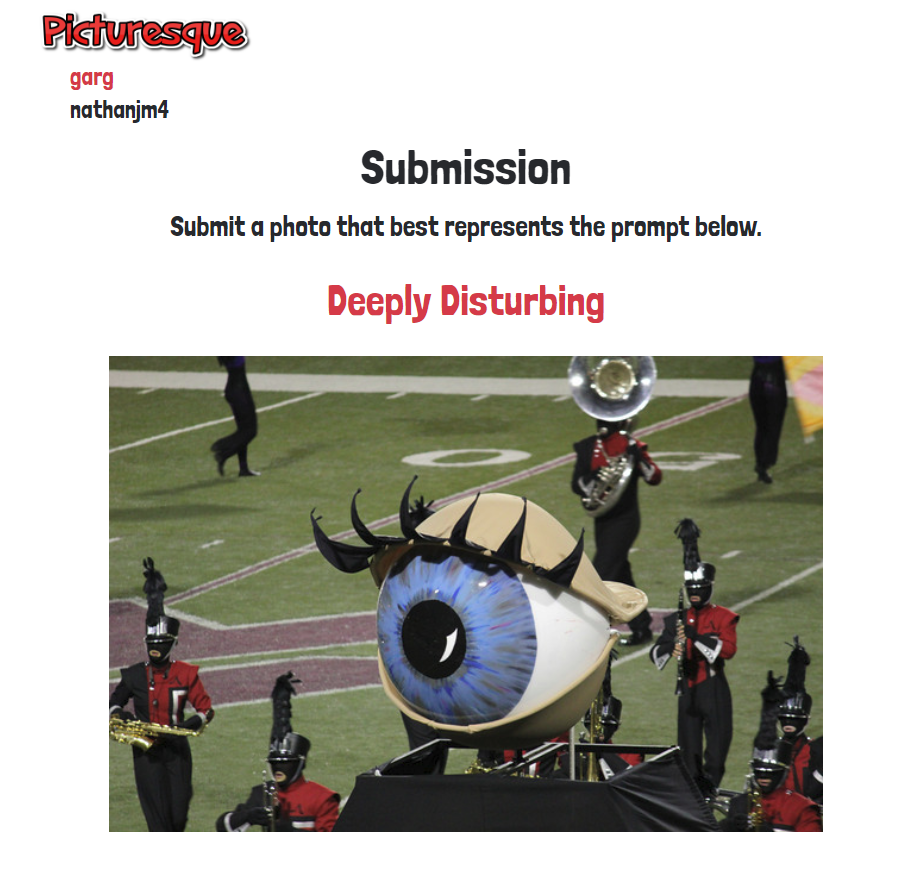 Picturesque
garg
nathanjm4
Submission
Submit a photo that best represents the prompt below.
Deeply Disturbing